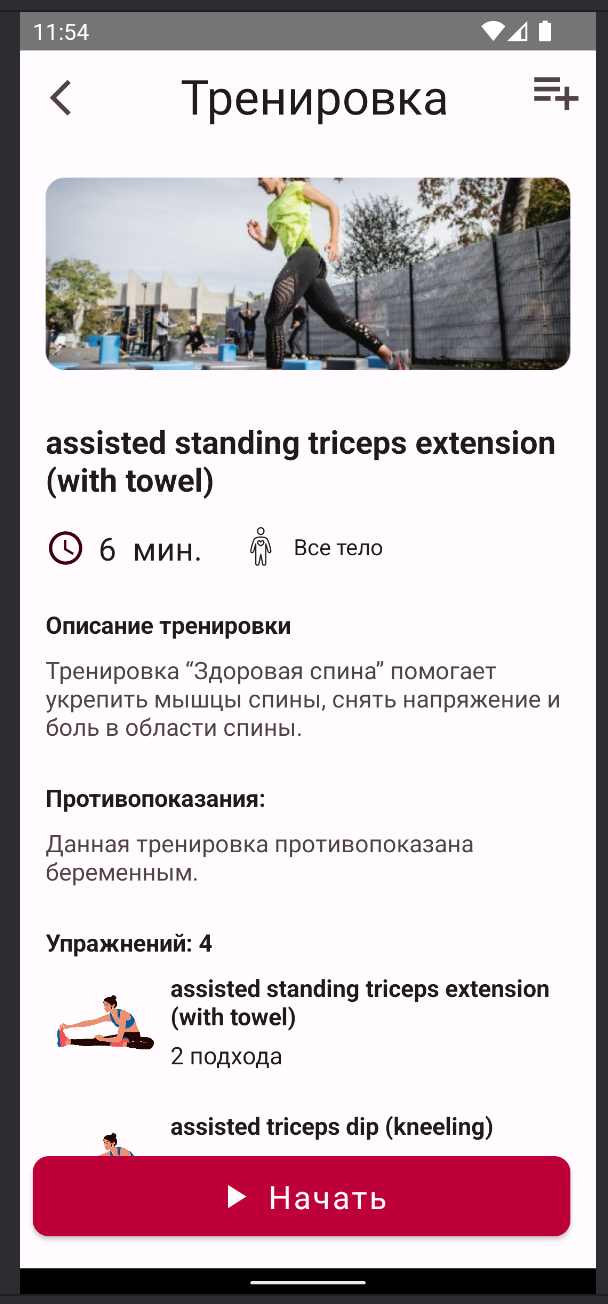 11:54
Тренировка
assisted standing triceps extension
(with towel)
6 мин.
Все тело
Описание тренировки
Тренировка “Здоровая спина” помогает
укрепить мышцы спины, снять напряжение и
боль в области спины.
Противопоказания:
Данная тренировка противопоказана
беременным.
Упражнений: 4
assisted standing triceps extension
(with towel)
2 подхода
assisted triceps dip (kneeling)
Начать